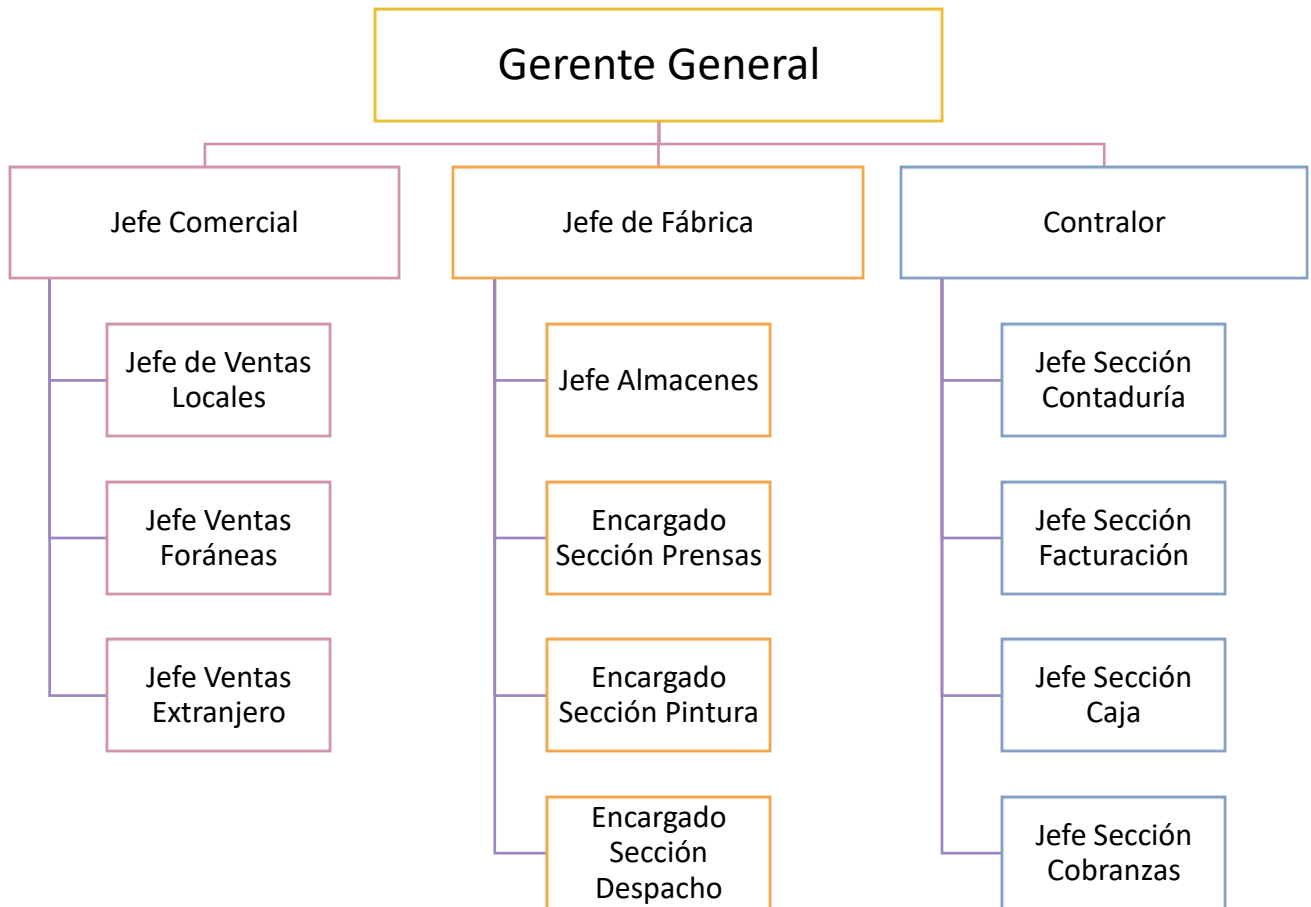 Gerente General
Jefe Comercial
Jefe de Fábrica
Contralor
Jefe de Ventas
Locales
Jefe Almacenes
Jefe Sección
Contaduría
Jefe Ventas
Foráneas
Encargado
Sección Prensas
Jefe Sección
Facturación
Jefe Ventas
Extranjero
Encargado
Sección Pintura
Jefe Sección
Caja
Encargado
Sección
Despacho
Jefe Sección
Cobranzas